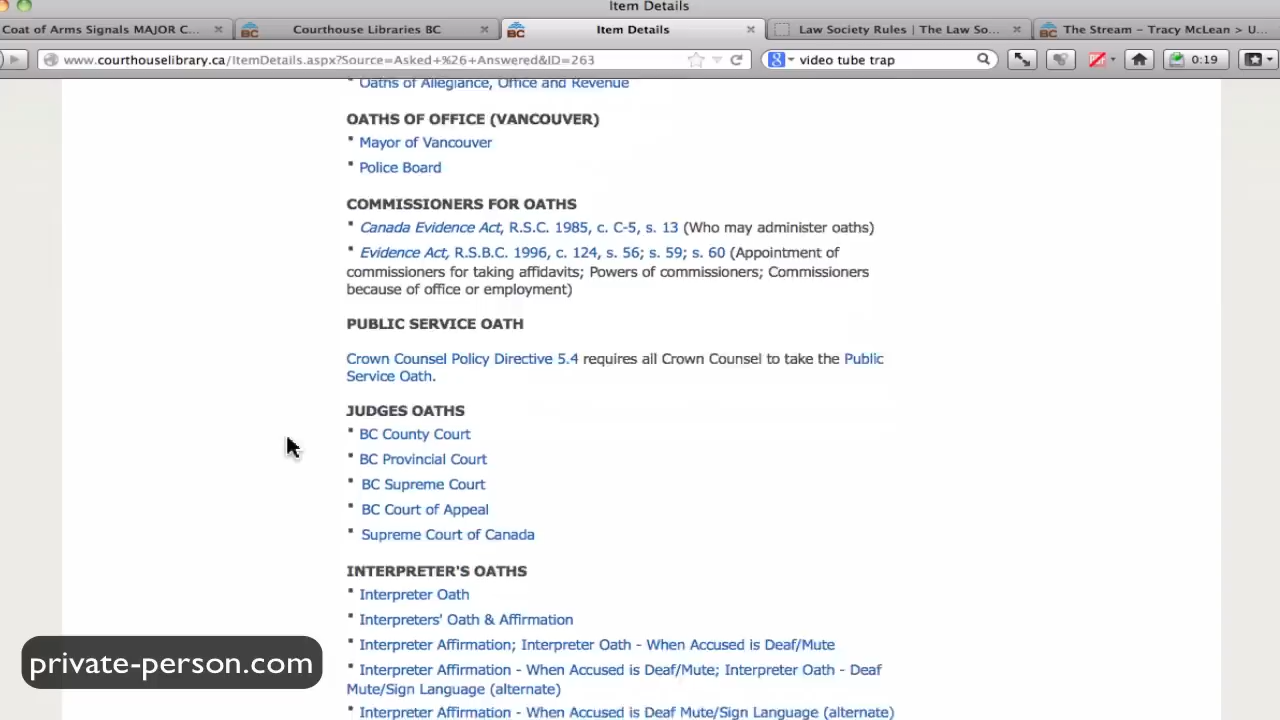 Item Details
Coat of Arms Signals MAJOR C...
Courthouse Libraries BC
Item Details
Law Society Rules | The Law So...
The Stream – Tracy McLean > U...
www.courthouselibrary.ca/ItemDetails.aspx?Source=Asked+%26+Answered&ID=263
video tube trap
0:19
Oaths of Allegiance, Office and Revenue
OATHS OF OFFICE (VANCOUVER)
Mayor of Vancouver
Police Board
COMMISSIONERS FOR OATHS
Canada Evidence Act, R.S.C. 1985, c. C-5, s. 13 (Who may administer oaths)
Evidence Act, R.S.B.C. 1996, c. 124, s. 56; s. 59; s. 60 (Appointment of
commissioners for taking affidavits; Powers of commissioners; Commissioners
because of office or employment)
PUBLIC SERVICE OATH
Crown Counsel Policy Directive 5.4 requires all Crown Counsel to take the Public
Service Oath.
JUDGES OATHS
BC County Court
BC Provincial Court
BC Supreme Court
BC Court of Appeal
Supreme Court of Canada
INTERPRETER'S OATHS
Interpreter Oath
Interpreters' Oath & Affirmation
Interpreter Affirmation; Interpreter Oath - When Accused is Deaf/Mute
Interpreter Affirmation - When Accused is Deaf/Mute; Interpreter Oath - Deaf
Mute/Sign Language (alternate)
Interpreter Affirmation - When Accused is Deaf Mute/Sign Language (alternate)
private-person.com